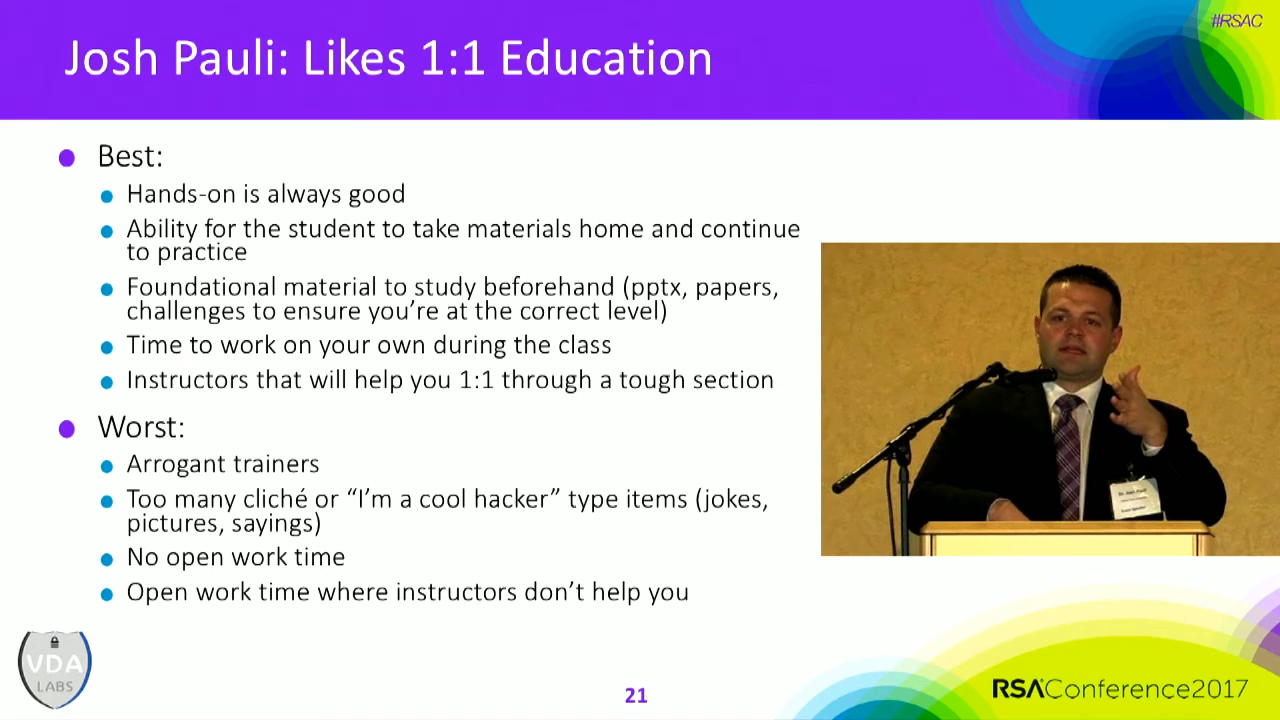 #RSAC
Josh Pauli: Likes 1:1 Education
Best:
Hands-on is always good
Ability for the student to take materials home and continue
to practice
Foundational material to study beforehand (pptx, papers,
challenges to ensure you’re at the correct level)
Time to work on your own during the class
Instructors that will help you 1:1 through a tough section
Worst:
Arrogant trainers
Too many cliché or “I’m a cool hacker” type items (jokes,
pictures, sayings)
No open work time
Open work time where instructors don’t help you
Dr. Josh Pauli
VDA
LABS
21
RSAConference2017